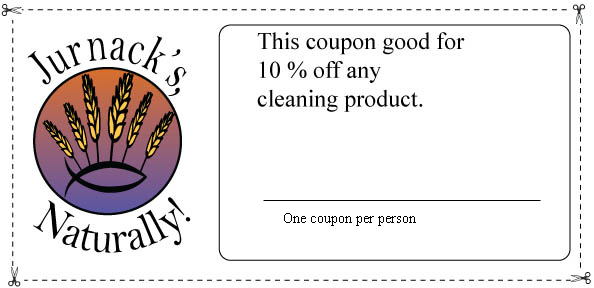 Jurnack's,
Naturally!
This coupon good for
10 % off any
cleaning product.
One coupon per person